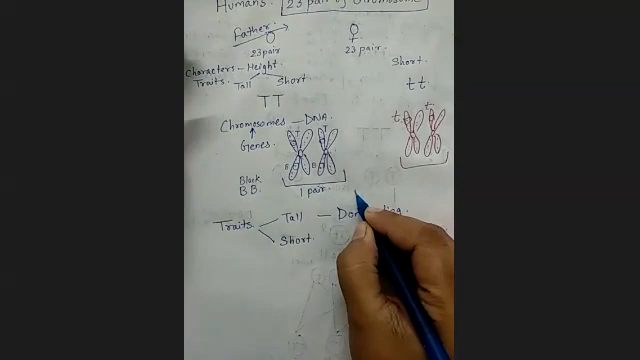 Humans. 23 pair of Chromosome
Father.
23 pair
23 pair.
Characters - Height
Traits. Tall Short
Short
TT
tt
Chromosomes - DNA
Genes
T T
t t
B B
Black
BB.
1 pair.
Traits Tall - Do
Short